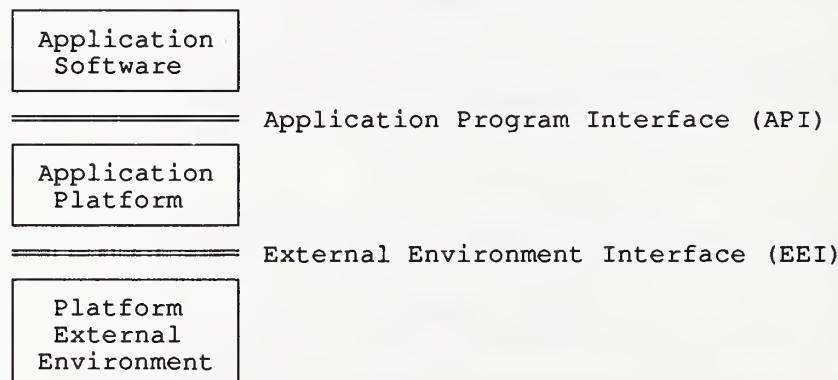 Application
Software
Application Program Interface (API)
Application
Platform
External Environment Interface (EEI)
Platform
External
Environment